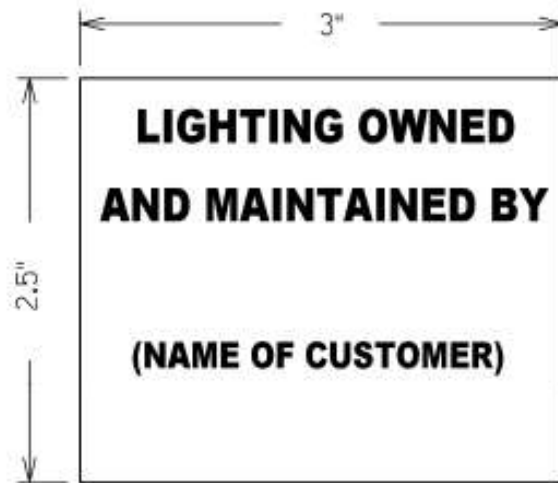 3"
LIGHTING OWNED
AND MAINTAINED BY
2.5"
(NAME OF CUSTOMER)